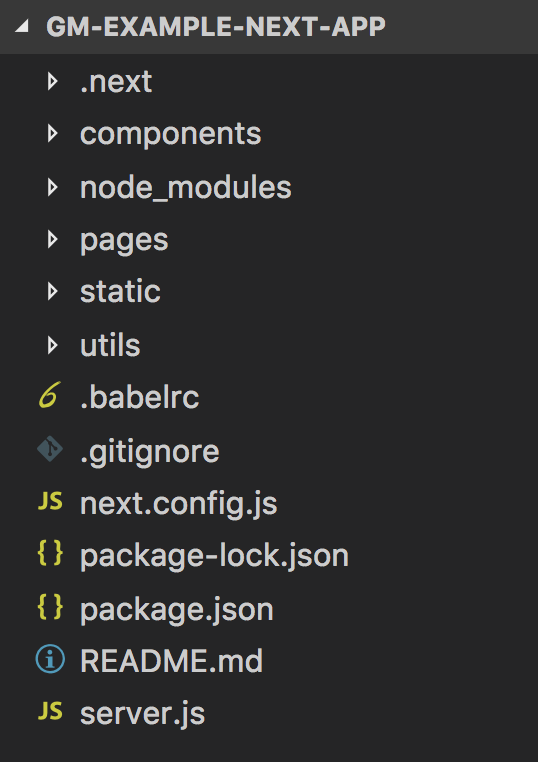 GM-EXAMPLE-NEXT-APP
.next
components
node_modules
pages
static
utils
.babelrc
.gitignore
JS next.config.js
{ } package-lock.json
{ } package.json
README.md
JS server.js